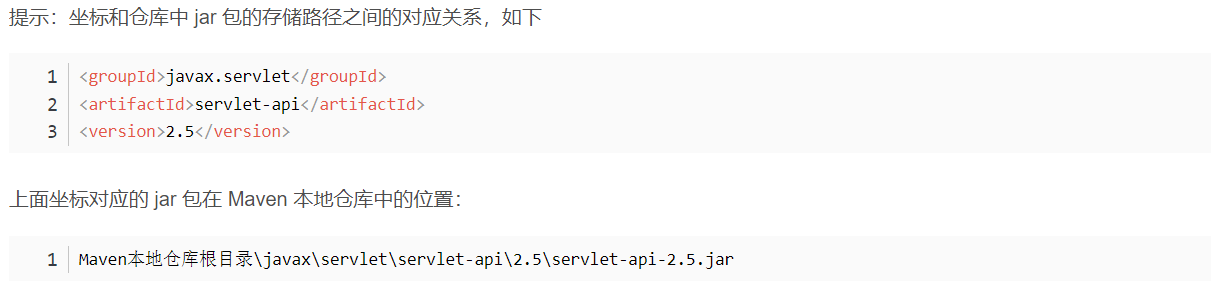 提示：坐标和仓库中 jar 包的存储路径之间的对应关系，如下
1 <groupId>javax.servlet</groupId>
2 <artifactId>servlet-api</artifactId>
3 <version>2.5</version>
上面坐标对应的 jar 包在 Maven 本地仓库中的位置：
1 Maven本地仓库根目录\javax\servlet\servlet-api\2.5\servlet-api-2.5.jar